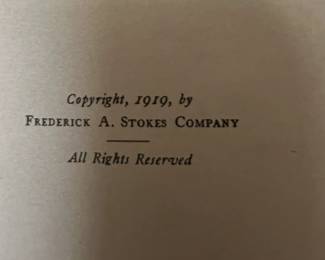 Copyright, 1919, by
FREDERICK A. STOKES COMPANY
All Rights Reserved